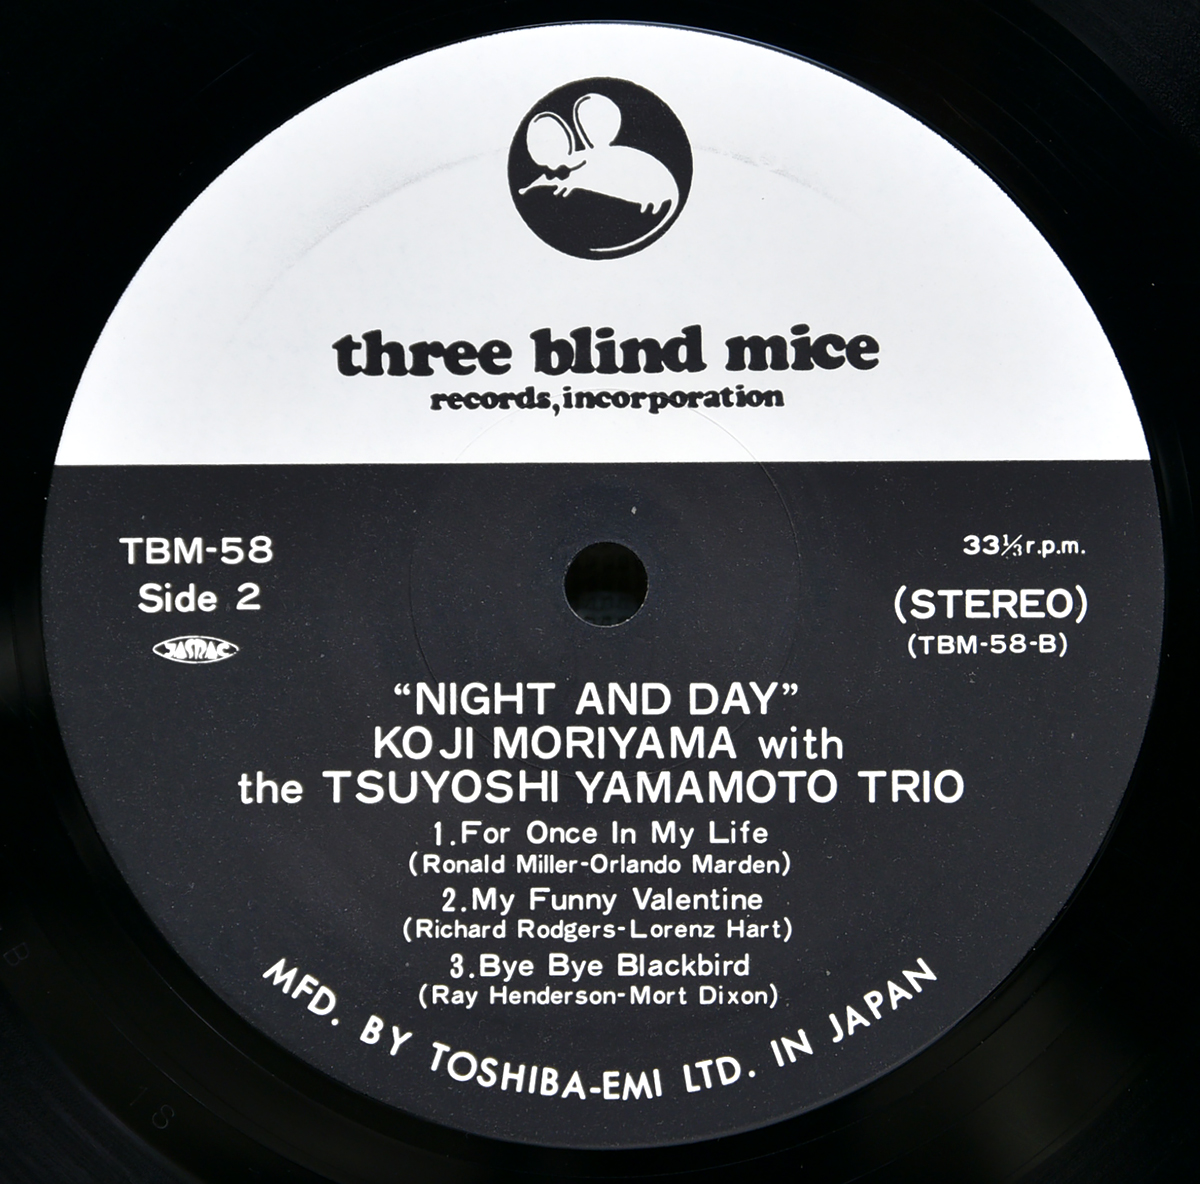 three blind mice
records, incorporation
TBM-58
33⅓ r.p.m.
Side 2
(STEREO)
JASRAC
(TBM-58-B)
“NIGHT AND DAY”
KOJI MORIYAMA with
the TSUYOSHI YAMAMOTO TRIO
1.For Once In My Life
(Ronald Miller-Orlando Marden)
2.My Funny Valentine
(Richard Rodgers-Lorenz Hart)
3.Bye Bye Blackbird
(Ray Henderson-Mort Dixon)
MFD. BY TOSHIBA-EMI LTD. IN JAPAN